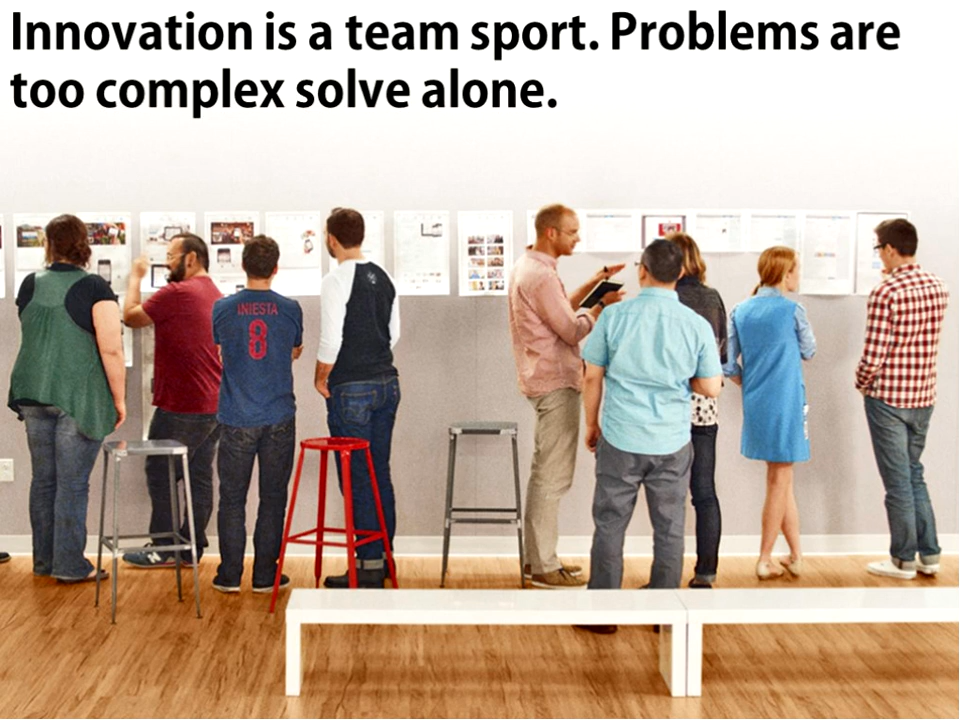 Innovation is a team sport. Problems are
too complex solve alone.
INIESTA
8